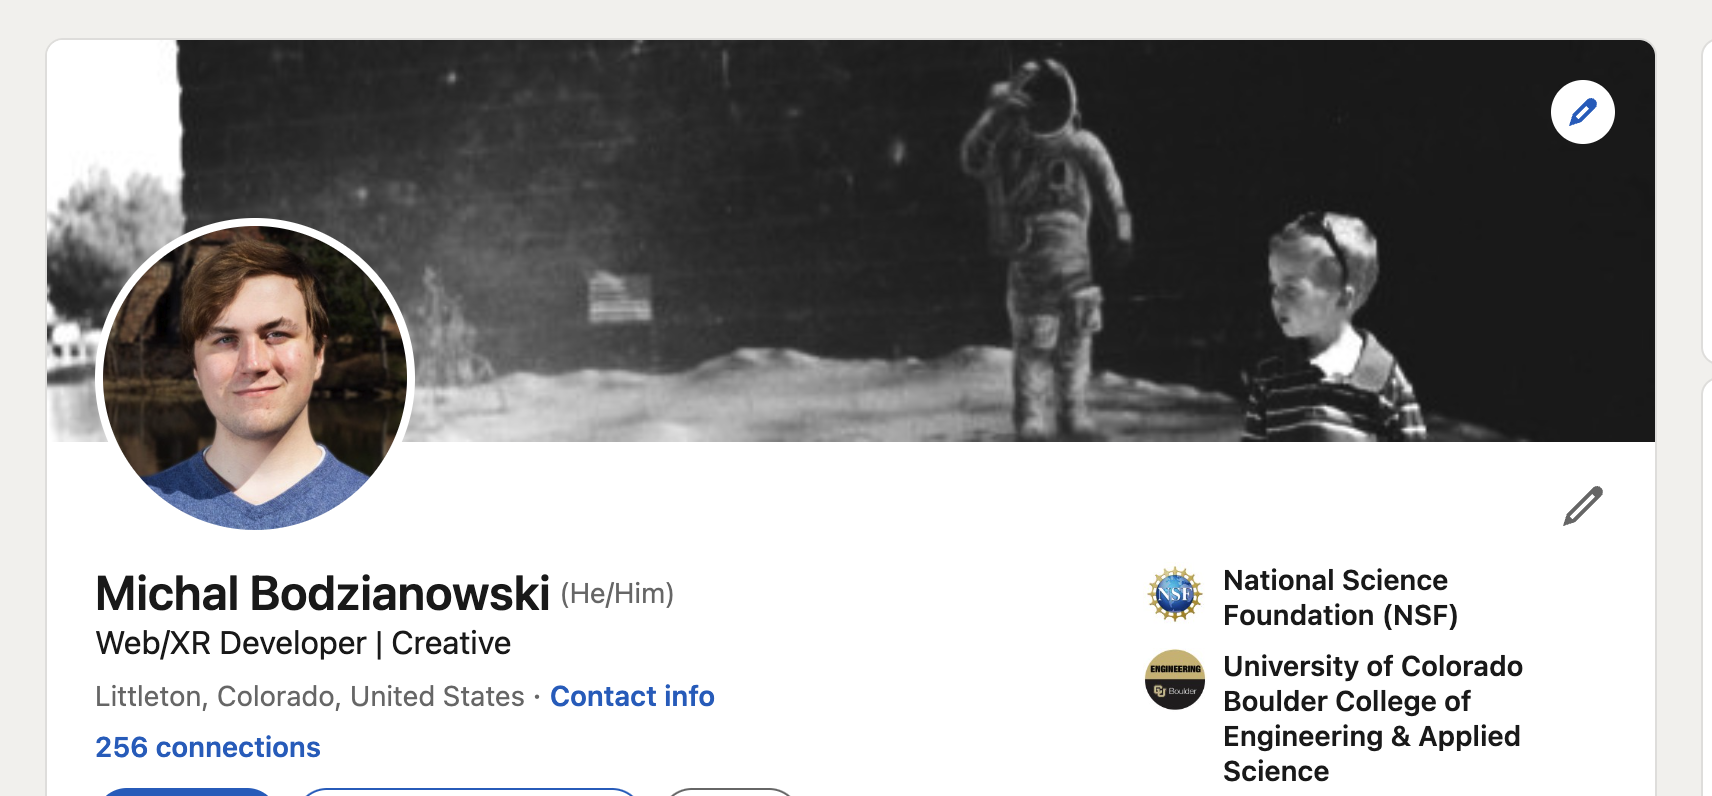 Michal Bodzianowski (He/Him)
Web/XR Developer | Creative
Littleton, Colorado, United States · Contact info
256 connections
NSF
National Science
Foundation (NSF)
ENGINEERING
CU Boulder
University of Colorado
Boulder College of
Engineering & Applied
Science